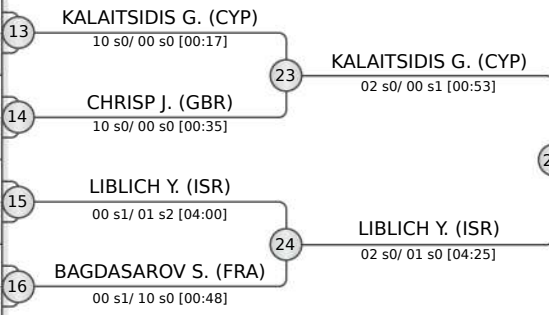 13
KALAITSIDIS G. (CYP)
10 s0/ 00 s0 [00:17]
23
KALAITSIDIS G. (CYP)
02 s0/ 00 s1 [00:53]
14
CHRISP J. (GBR)
10 s0/ 00 s0 [00:35]
15
LIBLICH Y. (ISR)
00 s1/ 01 s2 [04:00]
24
LIBLICH Y. (ISR)
02 s0/ 01 s0 [04:25]
16
BAGDASAROV S. (FRA)
00 s1/ 10 s0 [00:48]